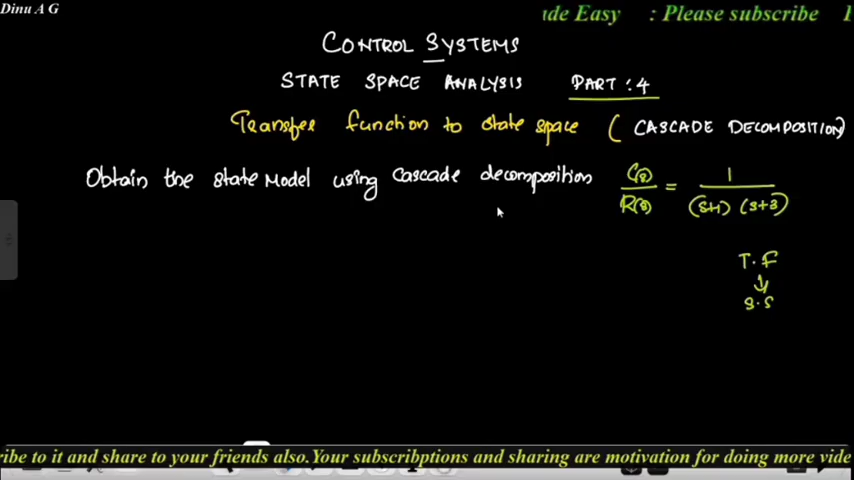 Dinu A G
ide Easy : Please subscribe
CONTROL SYSTEMS
STATE SPACE ANALYSIS PART : 4
Transfer function to state space ( CASCADE DECOMPOSITION)
Obtain the state Model using Cascade decomposition C(s)/R(s) = 1/(s+1) (s+3)
T.F
↓
S.S
ribe to it and share to your friends also.Your subscribptions and sharing are motivation for doing more vide